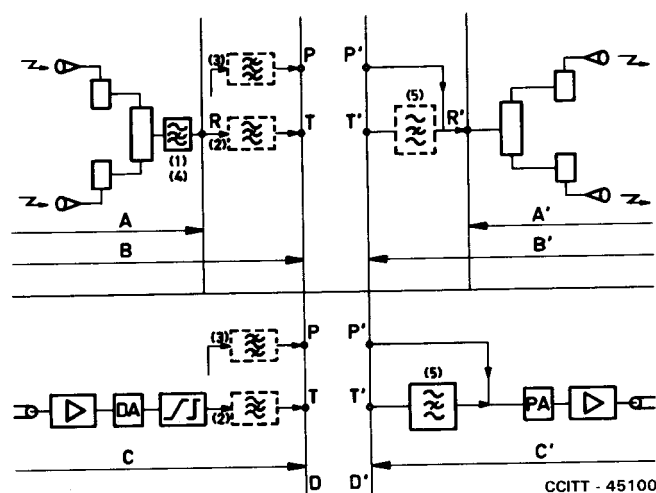 (3) P P'
(5)
R (2) T T' R'
(1)
(4)
A A'
B B'
(3) P P'
(5)
DA (2) T T' PA
C C'
D D'
CCITT - 45100